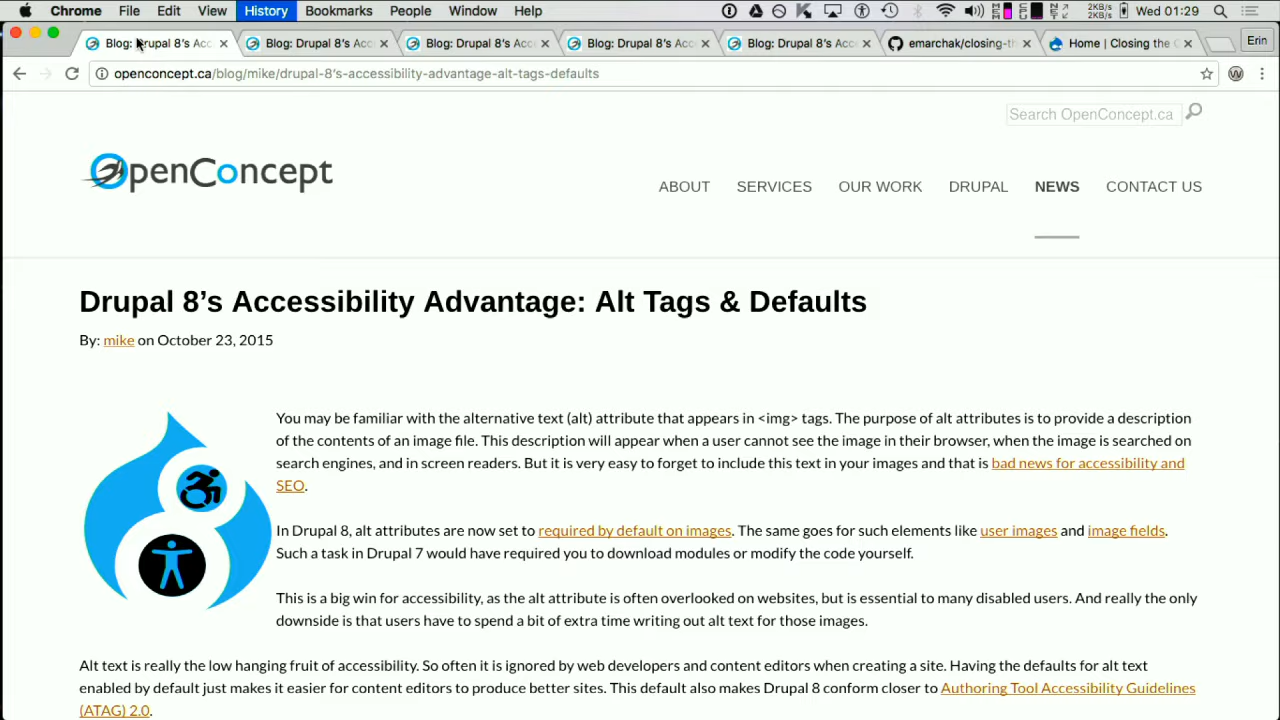 Chrome File Edit View History Bookmarks People Window Help 2KB/s 2KB/s Wed 01:29
Blog: Drupal 8's Acc Blog: Drupal 8's Acc Blog: Drupal 8's Acc Blog: Drupal 8's Acc Blog: Drupal 8's Acc emarchak/closing-th Home | Closing the Erin
openconcept.ca/blog/mike/drupal-8's-accessibility-advantage-alt-tags-defaults
Search OpenConcept.ca
OpenConcept
ABOUT SERVICES OUR WORK DRUPAL NEWS CONTACT US
Drupal 8’s Accessibility Advantage: Alt Tags & Defaults
By: mike on October 23, 2015
You may be familiar with the alternative text (alt) attribute that appears in <img> tags. The purpose of alt attributes is to provide a description
of the contents of an image file. This description will appear when a user cannot see the image in their browser, when the image is searched on
search engines, and in screen readers. But it is very easy to forget to include this text in your images and that is bad news for accessibility and
SEO.
In Drupal 8, alt attributes are now set to required by default on images. The same goes for such elements like user images and image fields.
Such a task in Drupal 7 would have required you to download modules or modify the code yourself.
This is a big win for accessibility, as the alt attribute is often overlooked on websites, but is essential to many disabled users. And really the only
downside is that users have to spend a bit of extra time writing out alt text for those images.
Alt text is really the low hanging fruit of accessibility. So often it is ignored by web developers and content editors when creating a site. Having the defaults for alt text
enabled by default just makes it easier for content editors to produce better sites. This default also makes Drupal 8 conform closer to Authoring Tool Accessibility Guidelines
(ATAG) 2.0.